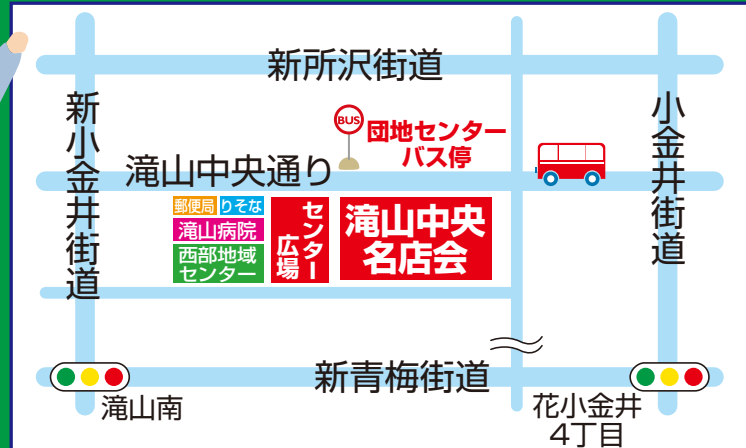 新所沢街道
新小金井街道
小金井街道
BUS
団地センター
バス停
滝山中央通り
郵便局
りそな
滝山病院
西部地域
センター
センター
広場
滝山中央
名店会
新青梅街道
滝山南
花小金井
4丁目